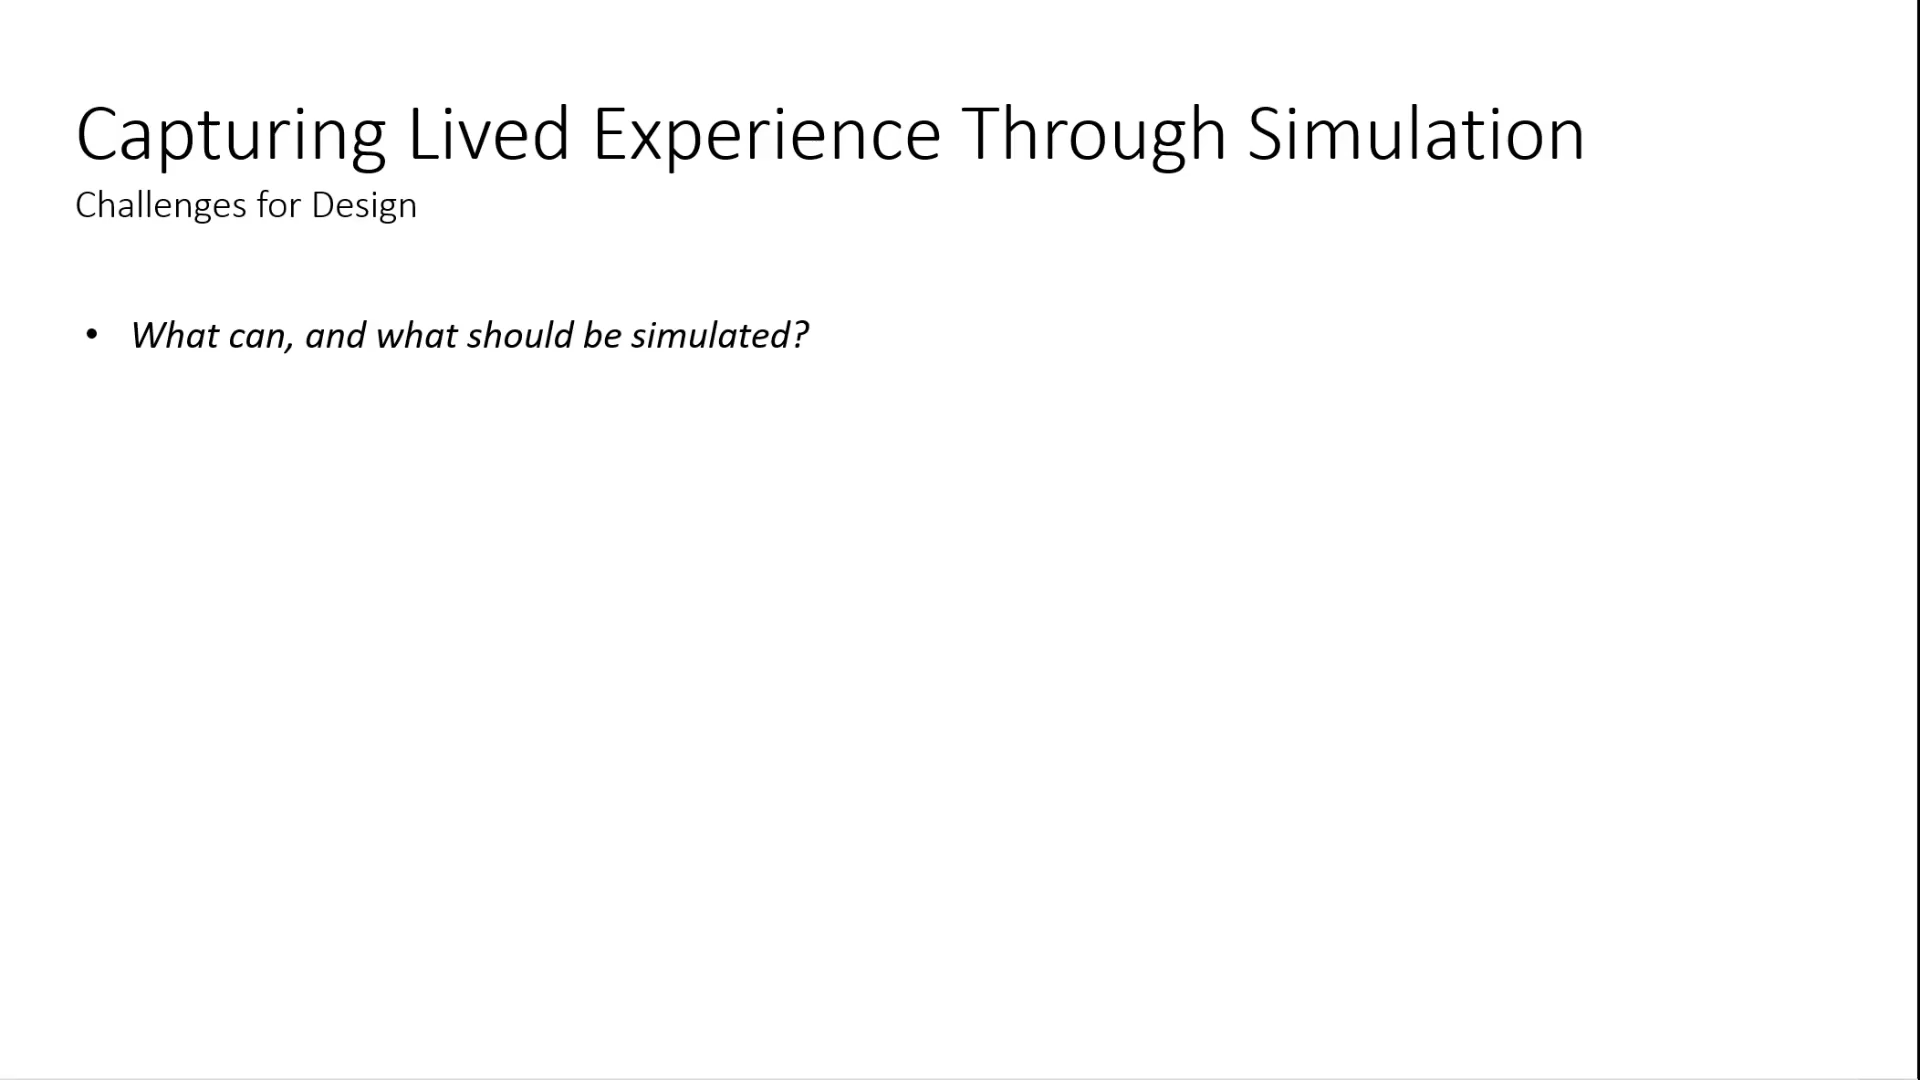 Capturing Lived Experience Through Simulation
Challenges for Design
• What can, and what should be simulated?